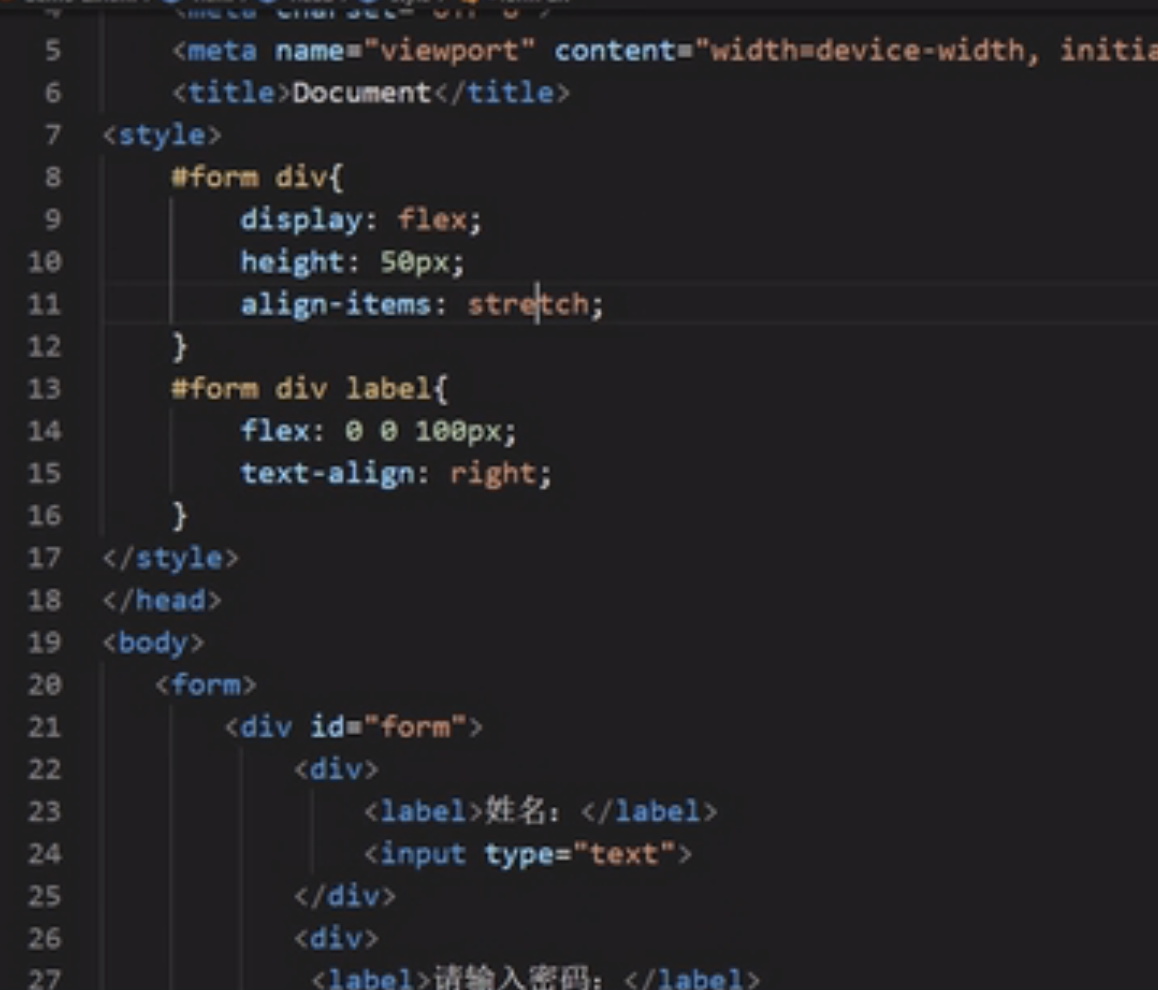 5 <meta name="viewport" content="width=device-width, initia
6 <title>Document</title>
7 <style>
8 #form div{
9 display: flex;
10 height: 50px;
11 align-items: stretch;
12 }
13 #form div label{
14 flex: 0 0 100px;
15 text-align: right;
16 }
17 </style>
18 </head>
19 <body>
20 <form>
21 <div id="form">
22 <div>
23 <label>姓名：</label>
24 <input type="text">
25 </div>
26 <div>
27 <label>请输入密码：</label>